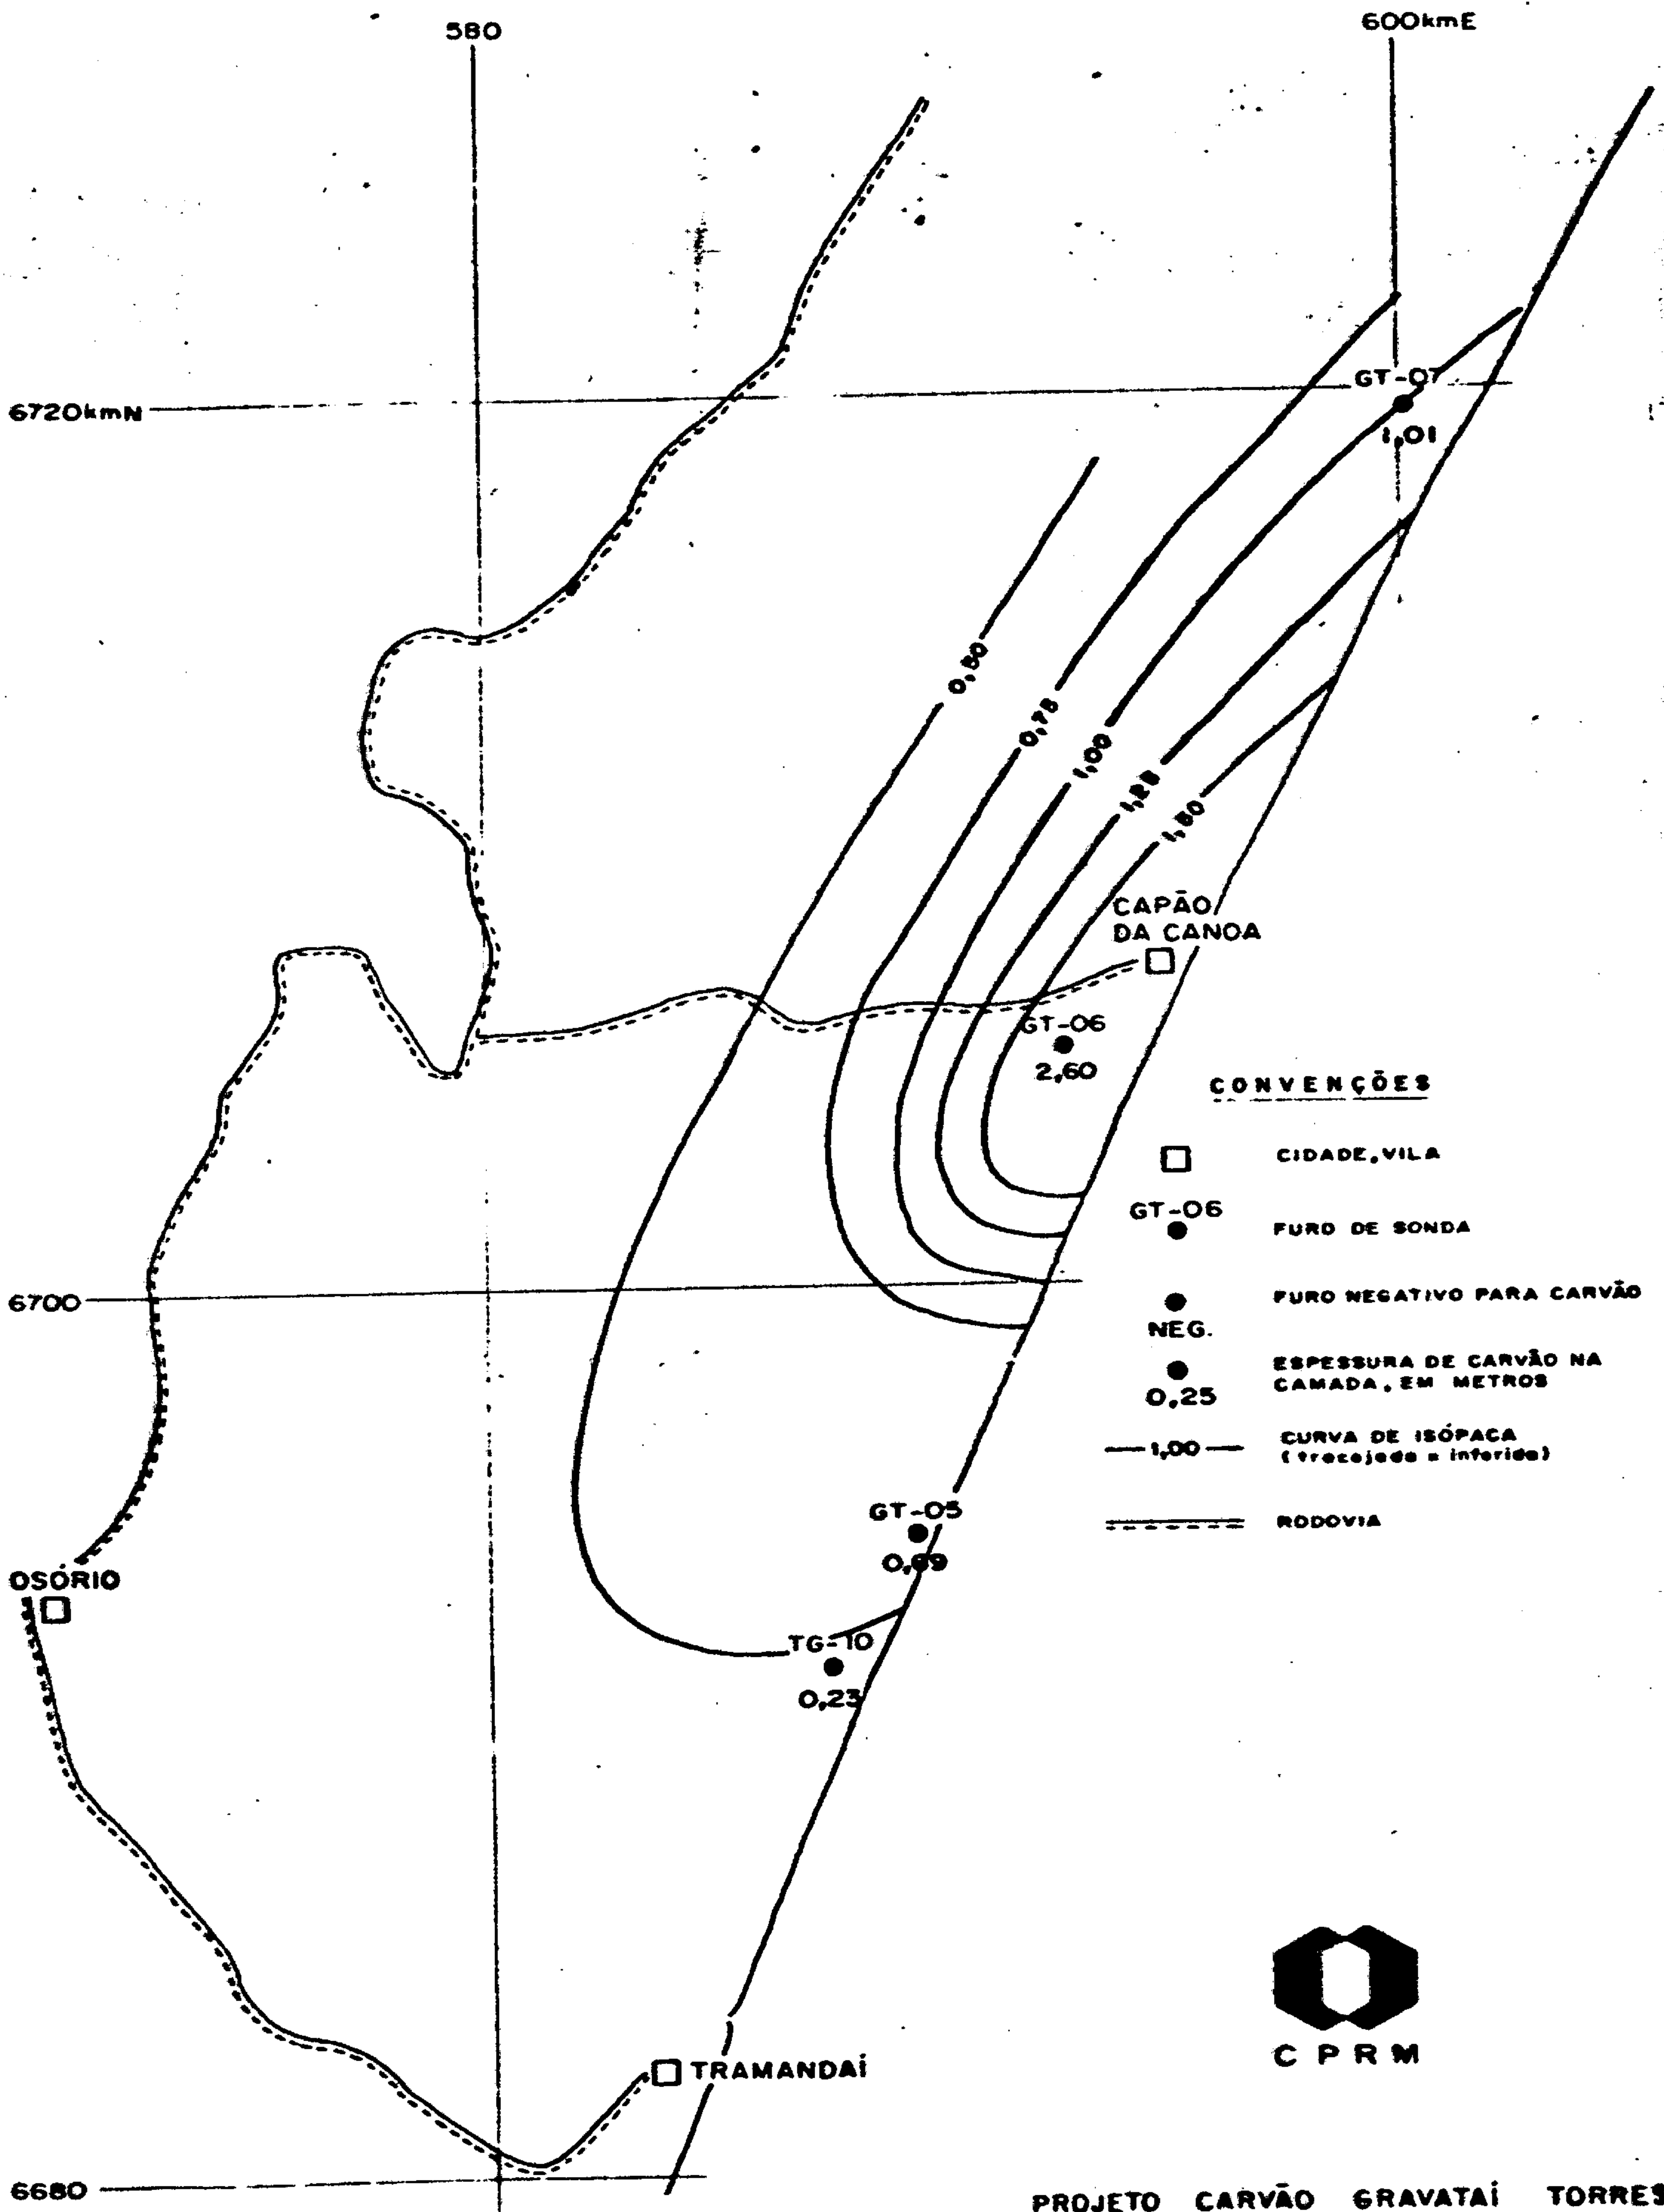 580
600kmE
6720kmN
GT-07
1,01
0,50
0,75
1,00
1,25
1,50
CAPÃO
DA CANOA
GT-06
2,60
CONVENÇÕES
CIDADE,VILA
GT-06
FURO DE SONDA
6700
FURO NEGATIVO PARA CARVÃO
NEG.
ESPESSURA DE CARVÃO NA
CAMADA, EM METROS
0,25
1,00
CURVA DE ISÓPACA
(tracejada = inferida)
GT-05
RODOVIA
OSÓRIO
TG-10
0,23
CPRM
TRAMANDAÍ
6680
PROJETO CARVÃO GRAVATAÍ TORRES